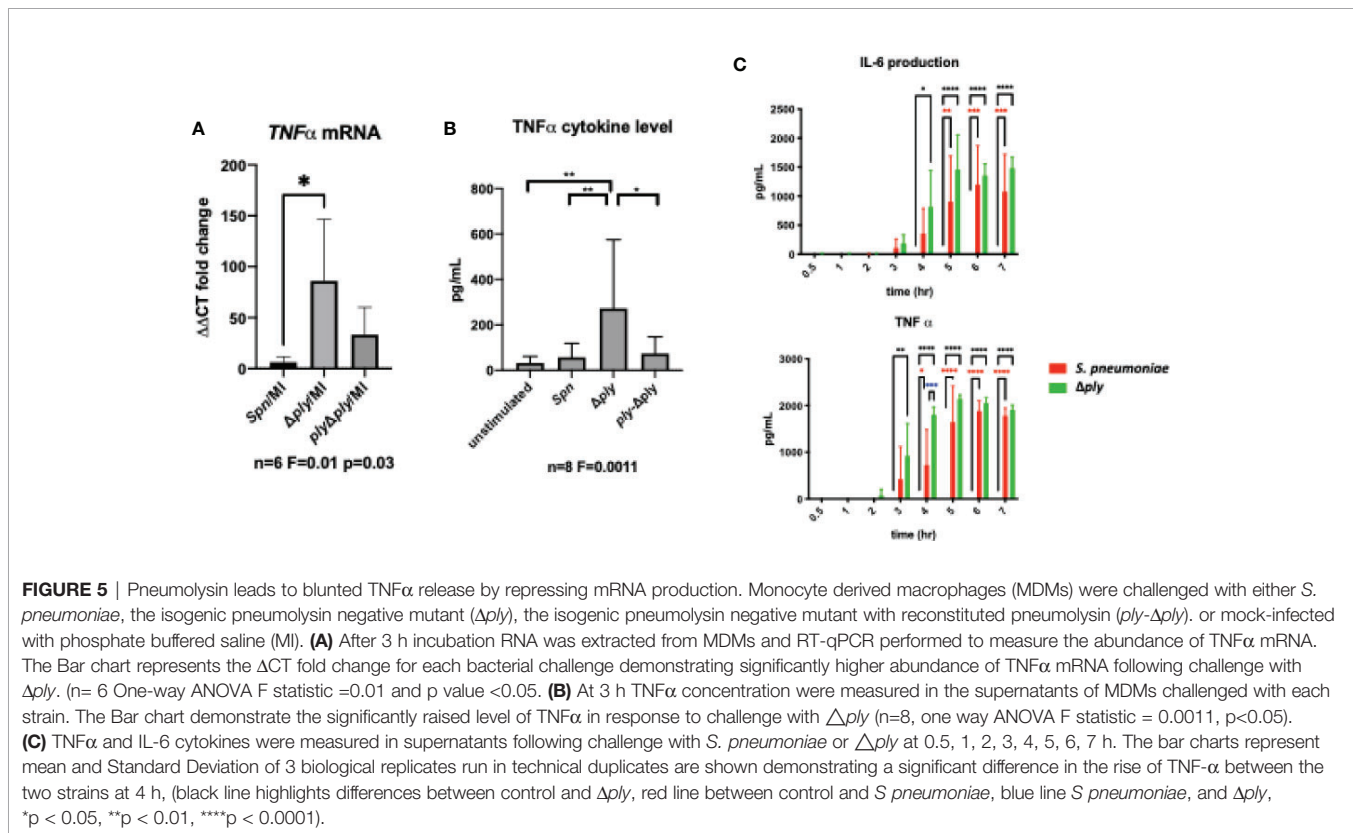 A
TNFα mRNA
200
150
100
50
0
ΔΔCT fold change
*
Spn/MI
Δply/MI
plyΔply/MI
n=6 F=0.01 p=0.03
B
TNFα cytokine level
800
600
400
200
0
pg/mL
**
**
*
unstimulated
Spn
Δply
ply-Δply
n=8 F=0.0011
C
IL-6 production
2500
2000
1500
1000
500
0
pg/mL
* **** **** ****
** *** ***
0.5 1 2 3 4 5 6 7
time (hr)
TNF α
3000
2000
1000
0
pg/mL
** **** **** **** ****
* *** **** **** ****
0.5 1 2 3 4 5 6 7
time (hr)
S. pneumoniae
Δply
FIGURE 5 | Pneumolysin leads to blunted TNFα release by repressing mRNA production. Monocyte derived macrophages (MDMs) were challenged with either S.
pneumoniae, the isogenic pneumolysin negative mutant (Δply), the isogenic pneumolysin negative mutant with reconstituted pneumolysin (ply-Δply). or mock-infected
with phosphate buffered saline (MI). (A) After 3 h incubation RNA was extracted from MDMs and RT-qPCR performed to measure the abundance of TNFα mRNA.
The Bar chart represents the ΔCT fold change for each bacterial challenge demonstrating significantly higher abundance of TNFα mRNA following challenge with
Δply. (n= 6 One-way ANOVA F statistic =0.01 and p value <0.05. (B) At 3 h TNFα concentration were measured in the supernatants of MDMs challenged with each
strain. The Bar chart demonstrate the significantly raised level of TNFα in response to challenge with △ply (n=8, one way ANOVA F statistic = 0.0011, p<0.05).
(C) TNFα and IL-6 cytokines were measured in supernatants following challenge with S. pneumoniae or △ply at 0.5, 1, 2, 3, 4, 5, 6, 7 h. The bar charts represent
mean and Standard Deviation of 3 biological replicates run in technical duplicates are shown demonstrating a significant difference in the rise of TNF-α between the
two strains at 4 h, (black line highlights differences between control and Δply, red line between control and S pneumoniae, blue line S pneumoniae, and Δply,
*p < 0.05, **p < 0.01, ****p < 0.0001).